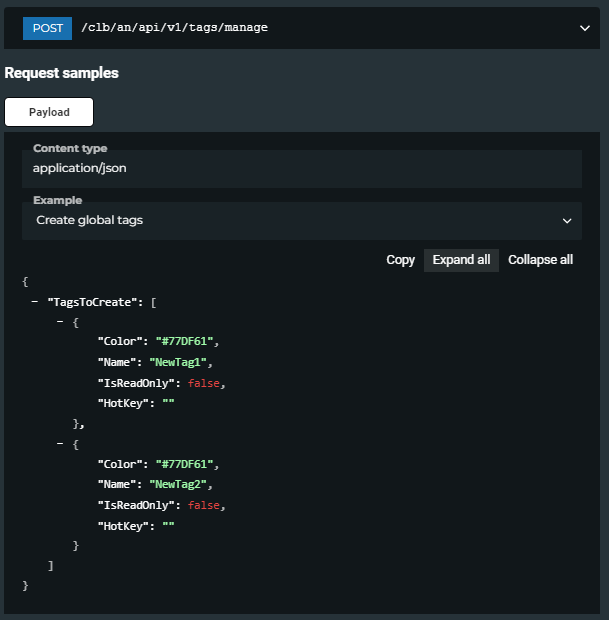 POST /clb/an/api/v1/tags/manage
Request samples
Payload
Content type
application/json
Example
Create global tags
Copy Expand all Collapse all
{
− "TagsToCreate": [
− {
"Color": "#77DF61",
"Name": "NewTag1",
"IsReadOnly": false,
"HotKey": ""
},
− {
"Color": "#77DF61",
"Name": "NewTag2",
"IsReadOnly": false,
"HotKey": ""
}
]
}